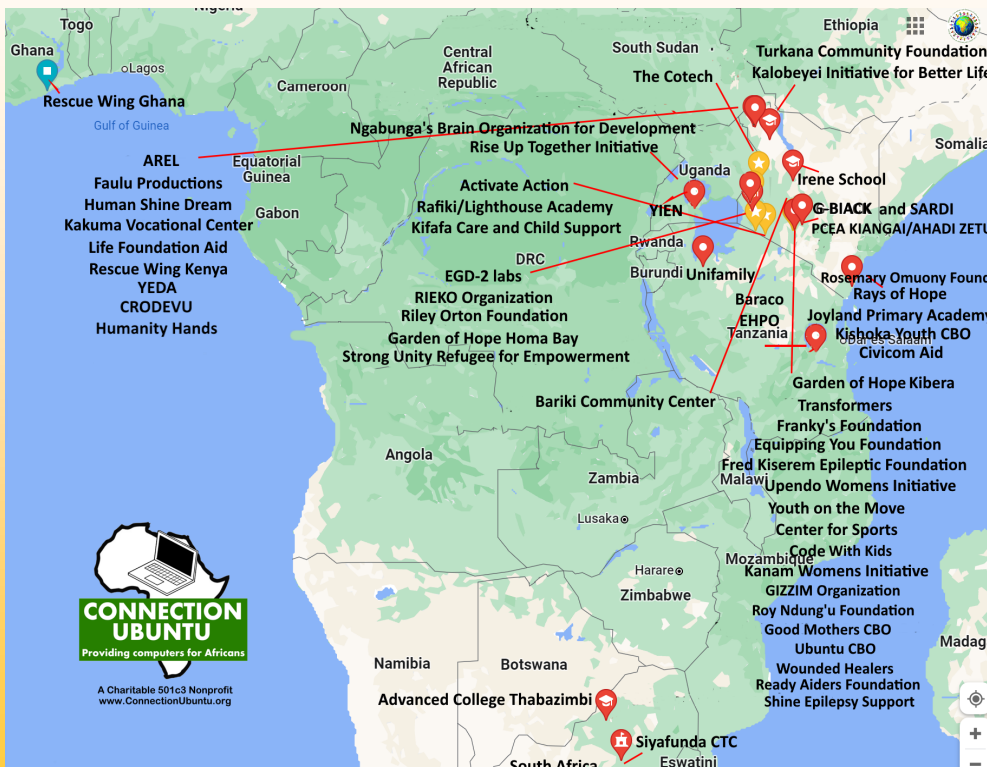 Nigeria
Togo
Ghana
Lagos
Rescue Wing Ghana
Gulf of Guinea
Cameroon
Central
African
Republic
South Sudan
Ethiopia
Turkana Community Foundation
Kalobeyei Initiative for Better Life
The Cotech
Ngabunga's Brain Organization for Development
Rise Up Together Initiative
Somalia
AREL
Faulu Productions
Human Shine Dream
Kakuma Vocational Center
Life Foundation Aid
Rescue Wing Kenya
YEDA
CRODEVU
Humanity Hands
Equatorial
Guinea
Gabon
Uganda
Irene School
Activate Action
Rafiki/Lighthouse Academy
Kifafa Care and Child Support
YIEN
G-BIACK and SARDI
PCEA KIANGAI/AHADI ZETU
DRC
Rwanda
Burundi
Unifamily
EGD-2 labs
RIEKO Organization
Riley Orton Foundation
Garden of Hope Homa Bay
Strong Unity Refugee for Empowerment
Rosemary Omuony Found
Rays of Hope
Baraco
EHPO
Tanzania
Joyland Primary Academy
Kishoka Youth CBO
Dar es Salaam
Civicom Aid
Bariki Community Center
Garden of Hope Kibera
Transformers
Franky's Foundation
Equipping You Foundation
Fred Kiserem Epileptic Foundation
Upendo Womens Initiative
Youth on the Move
Center for Sports
Code With Kids
Kanam Womens Initiative
GIZZIM Organization
Roy Ndung'u Foundation
Good Mothers CBO
Ubuntu CBO
Wounded Healers
Ready Aiders Foundation
Shine Epilepsy Support
Angola
Zambia
Malawi
Lusaka
Mozambique
Harare
Zimbabwe
Namibia
Botswana
Madag
CONNECTION
UBUNTU
Providing computers for Africans
A Charitable 501c3 Nonprofit
www.ConnectionUbuntu.org
Advanced College Thabazimbi
Siyafunda CTC
South Africa
Eswatini